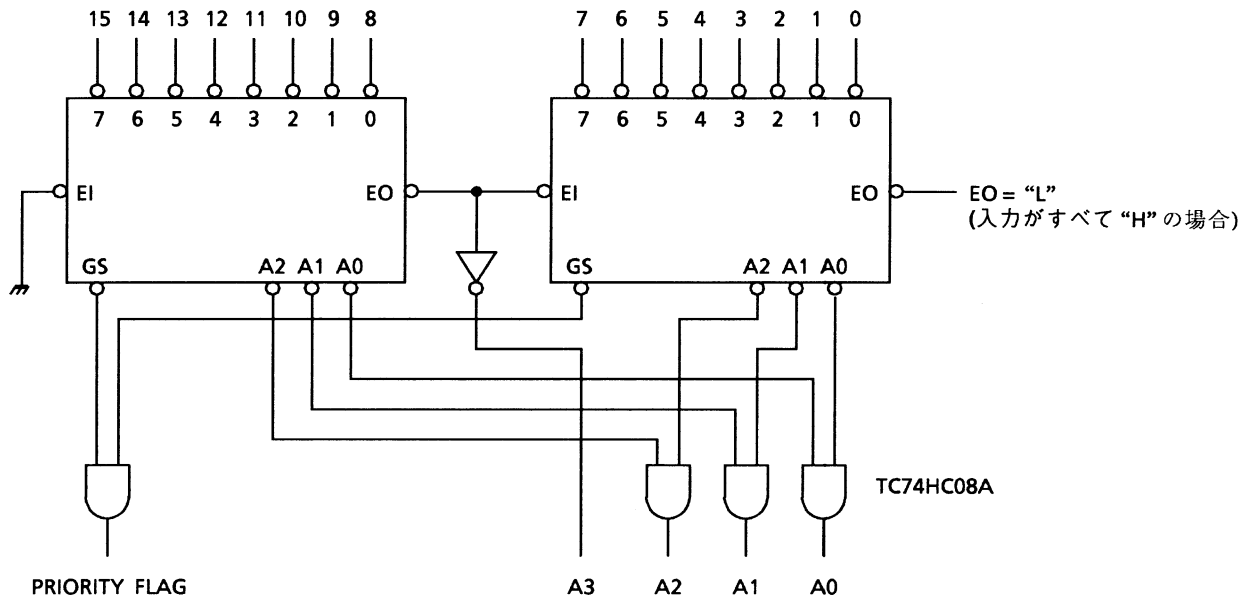 15 14 13 12 11 10 9 8
7 6 5 4 3 2 1 0
7 6 5 4 3 2 1 0
7 6 5 4 3 2 1 0
EI
EO
EI
EO
EO = “L”
(入力がすべて “H” の場合)
GS
A2 A1 A0
GS
A2 A1 A0
TC74HC08A
PRIORITY FLAG
A3
A2
A1
A0